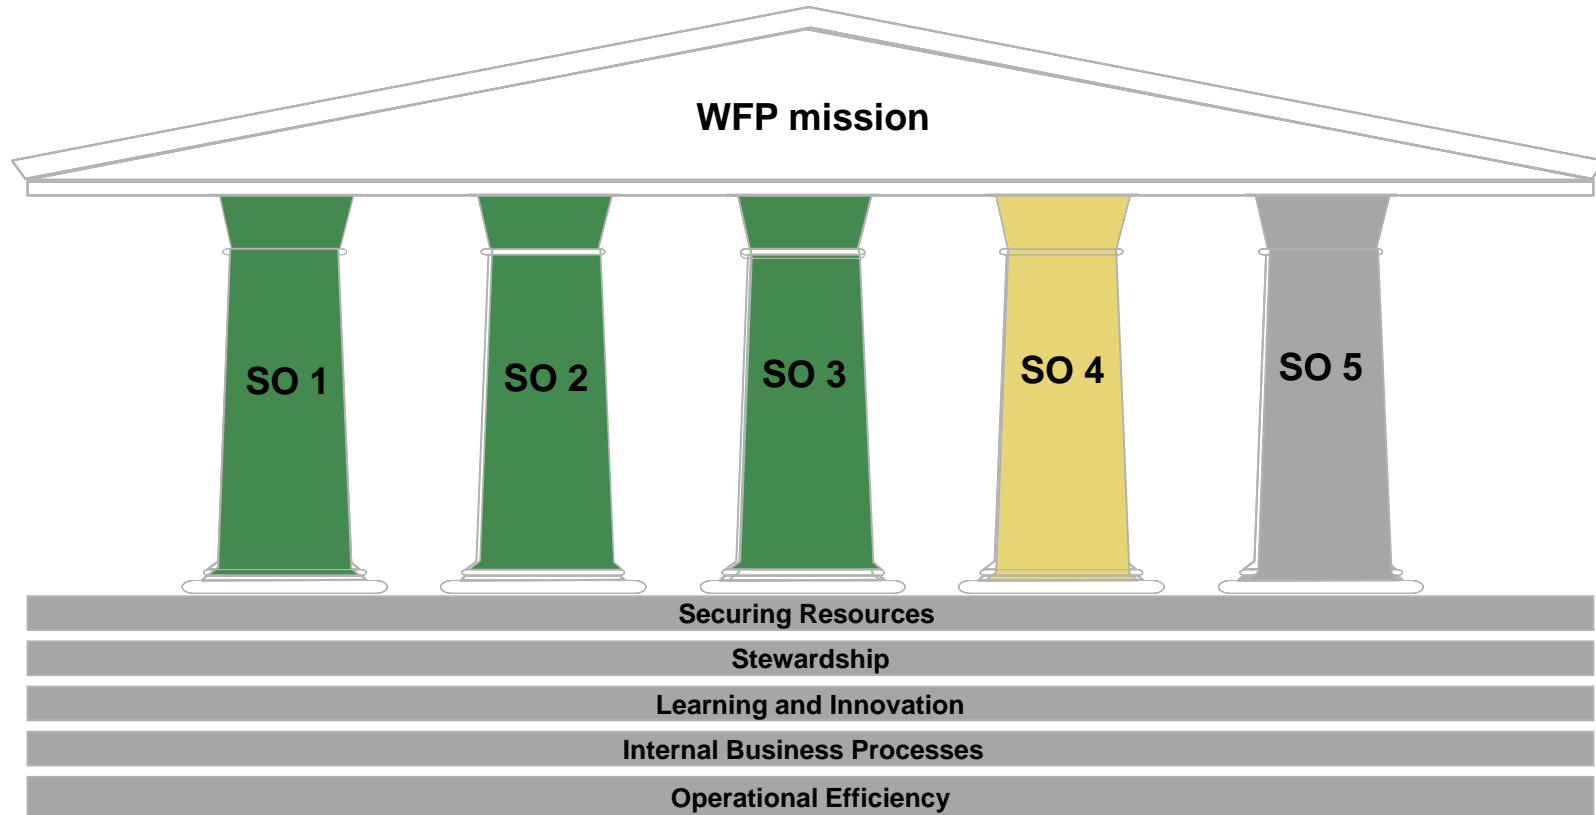 WFP mission
SO 1
SO 2
SO 3
SO 4
SO 5
Securing Resources
Stewardship
Learning and Innovation
Internal Business Processes
Operational Efficiency